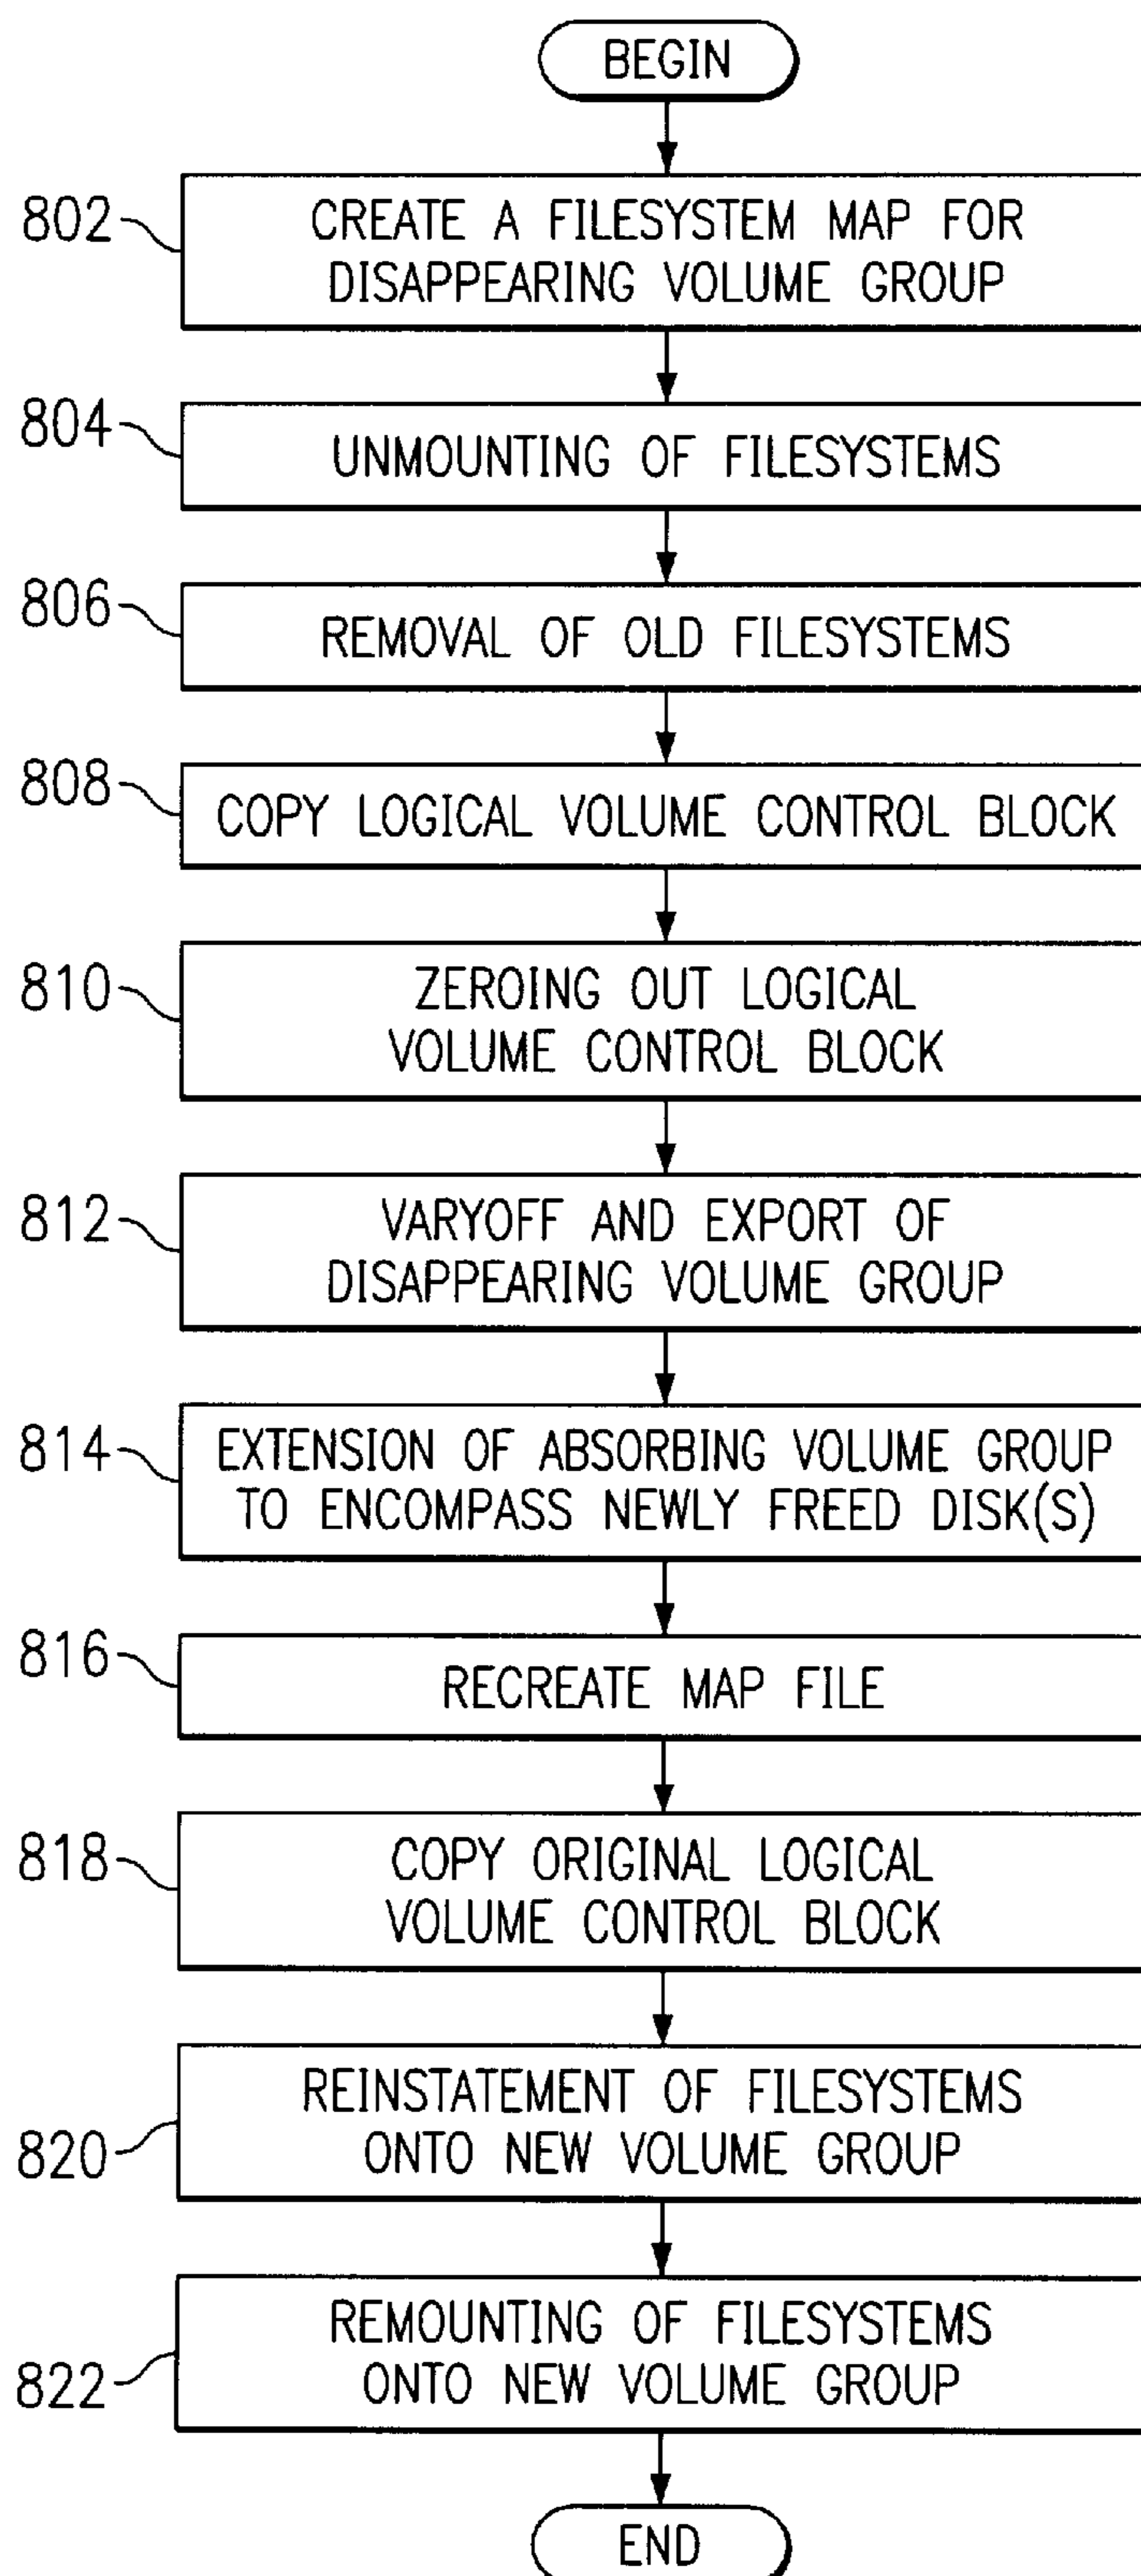 BEGIN
802
CREATE A FILESYSTEM MAP FOR
DISAPPEARING VOLUME GROUP
804
UNMOUNTING OF FILESYSTEMS
806
REMOVAL OF OLD FILESYSTEMS
808
COPY LOGICAL VOLUME CONTROL BLOCK
810
ZEROING OUT LOGICAL
VOLUME CONTROL BLOCK
812
VARYOFF AND EXPORT OF
DISAPPEARING VOLUME GROUP
814
EXTENSION OF ABSORBING VOLUME GROUP
TO ENCOMPASS NEWLY FREED DISK(S)
816
RECREATE MAP FILE
818
COPY ORIGINAL LOGICAL
VOLUME CONTROL BLOCK
820
REINSTATEMENT OF FILESYSTEMS
ONTO NEW VOLUME GROUP
822
REMOUNTING OF FILESYSTEMS
ONTO NEW VOLUME GROUP
END